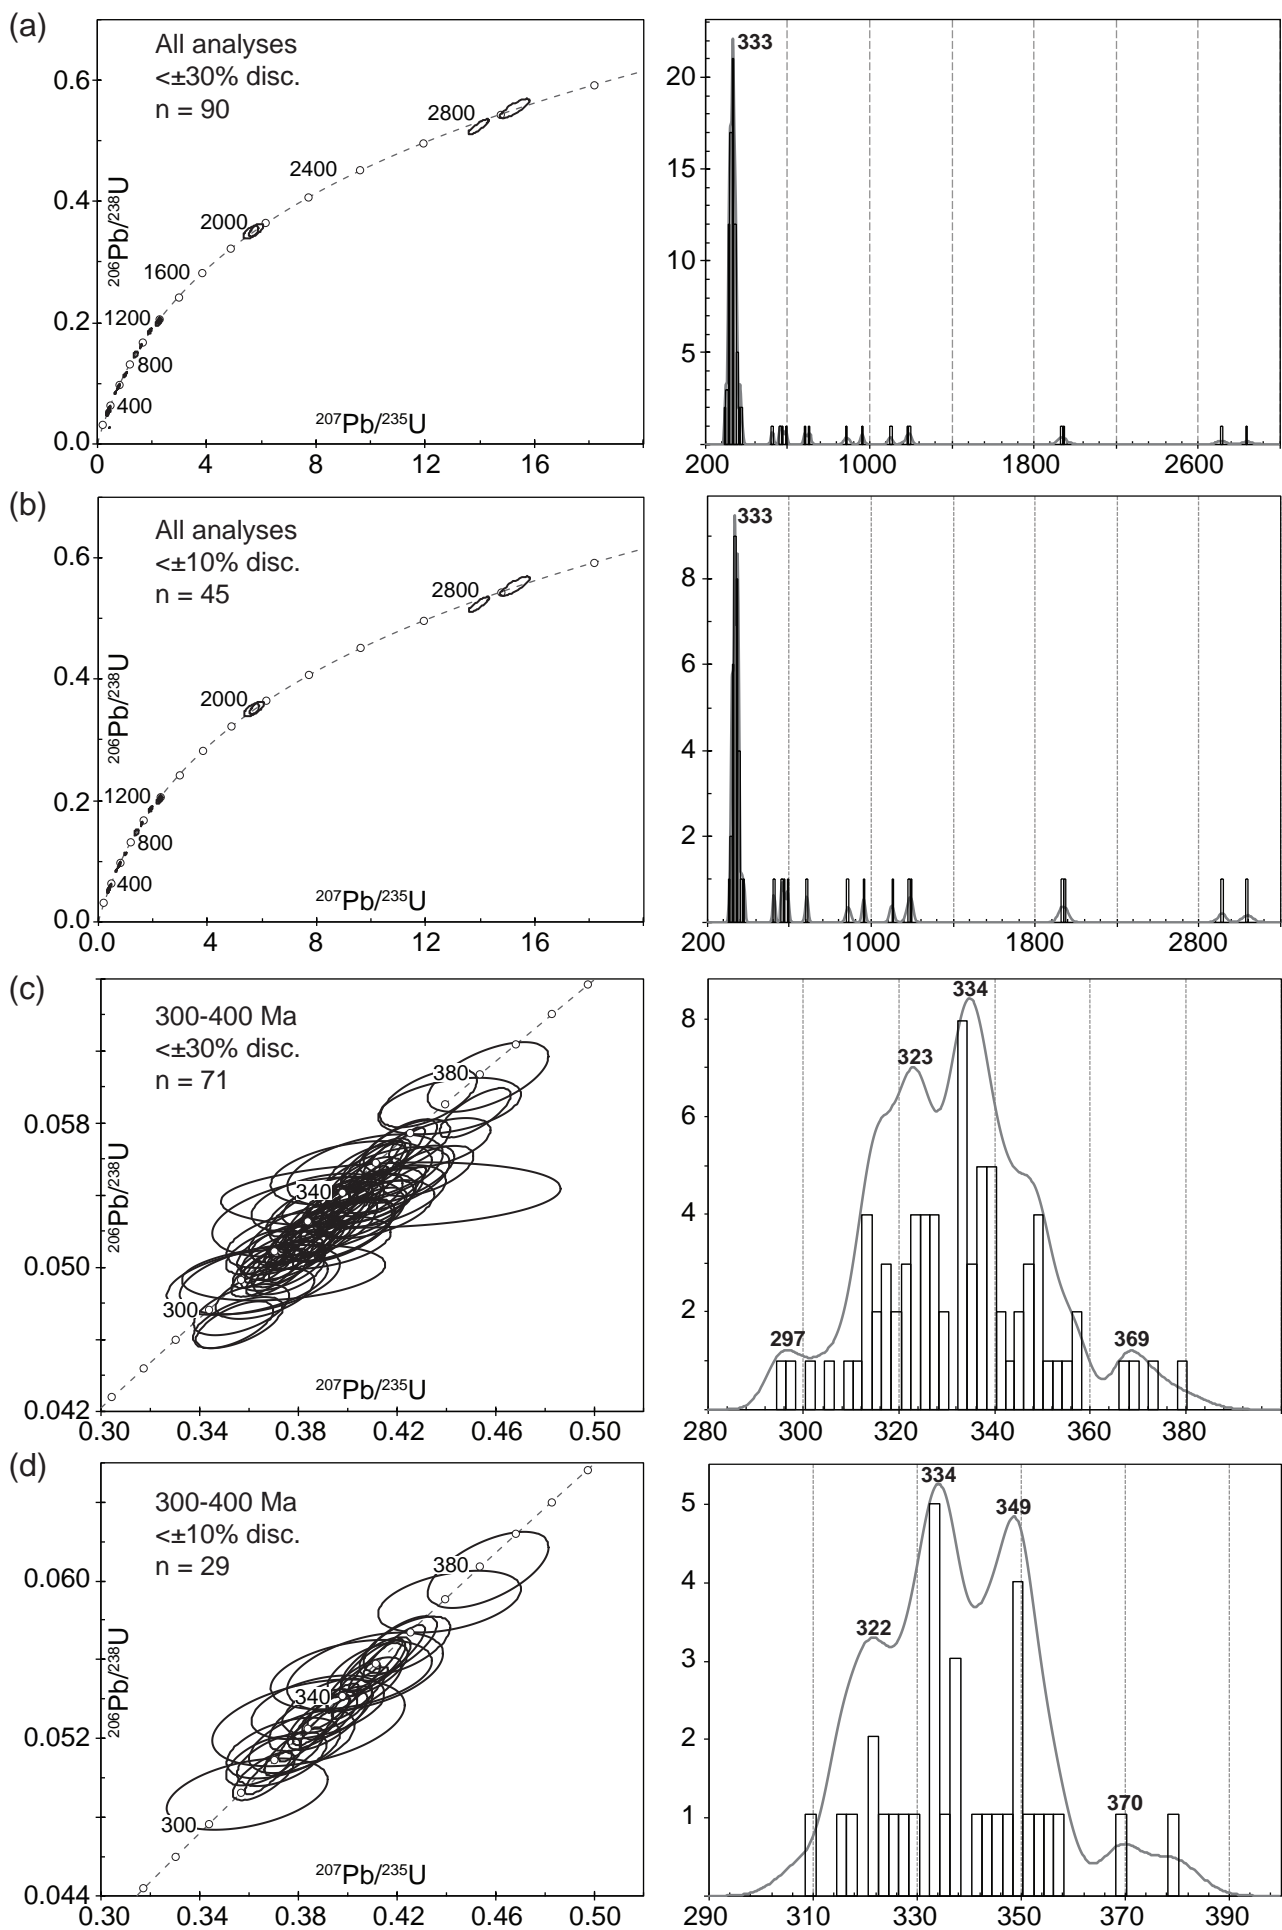 (a)
All analyses
<±30% disc.
n = 90
0.6
0.4
0.2
0.0
206Pb/238U
2800
2400
2000
1600
1200
800
400
207Pb/235U
0 4 8 12 16
333
20
15
10
5
200 1000 1800 2600
(b)
All analyses
<±10% disc.
n = 45
0.6
0.4
0.2
0.0
206Pb/238U
2800
2000
1200
800
400
207Pb/235U
0.0 4 8 12 16
333
8
6
4
2
200 1000 1800 2800
(c)
300-400 Ma
<±30% disc.
n = 71
0.058
0.050
0.042
206Pb/238U
380
340
300
207Pb/235U
0.30 0.34 0.38 0.42 0.46 0.50
334
323
297
369
8
6
4
2
280 300 320 340 360 380
(d)
300-400 Ma
<±10% disc.
n = 29
0.060
0.052
0.044
206Pb/238U
380
340
300
207Pb/235U
0.30 0.34 0.38 0.42 0.46 0.50
334
349
322
370
5
4
3
2
1
290 310 330 350 370 390